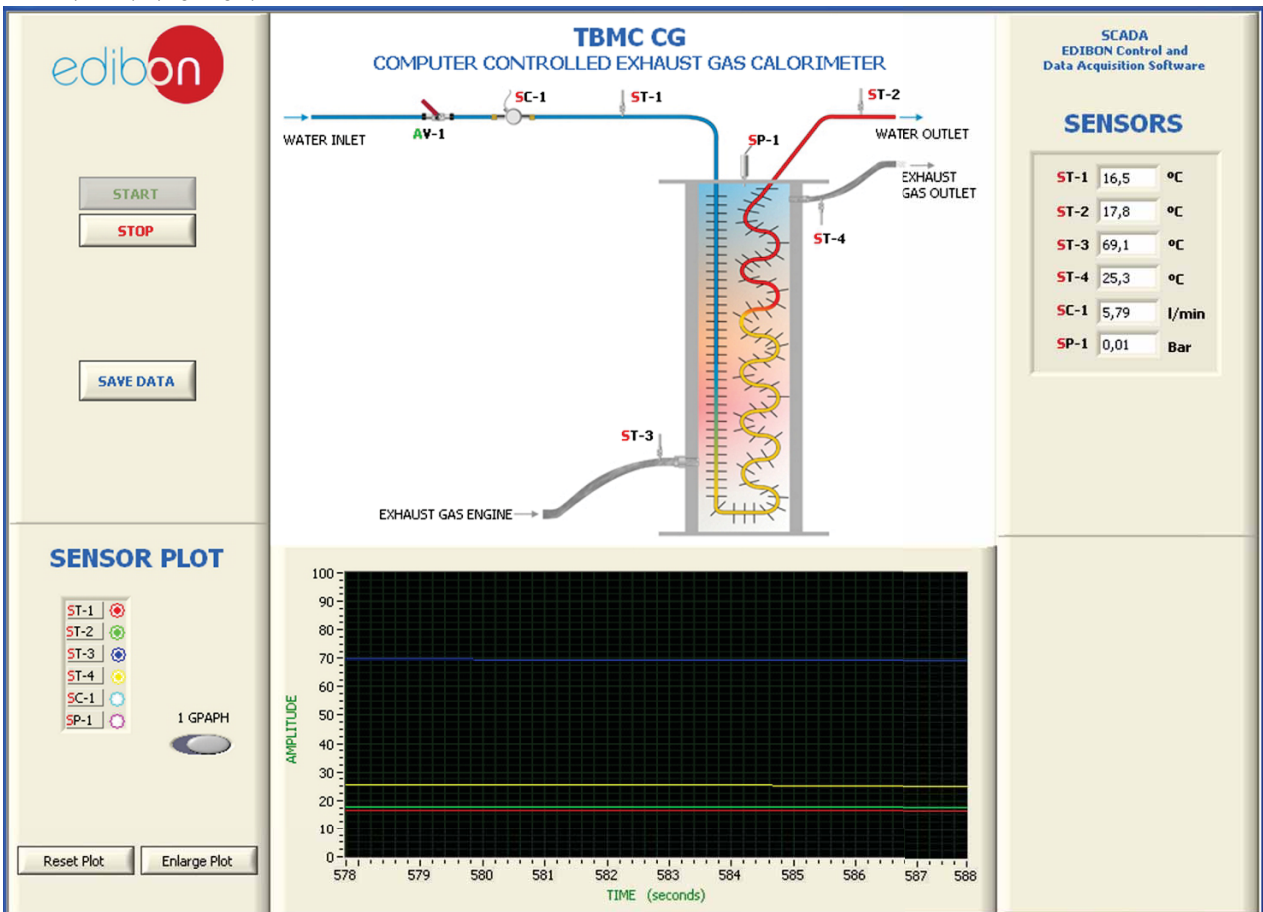 edibon
START
STOP
SAVE DATA
TBMC CG
COMPUTER CONTROLLED EXHAUST GAS CALORIMETER
SC-1
ST-1
ST-2
WATER INLET
AV-1
SP-1
WATER OUTLET
EXHAUST
GAS OUTLET
ST-4
ST-3
EXHAUST GAS ENGINE
SCADA
EDIBON Control and
Data Acquisition Software
SENSORS
ST-1 16,5 ºC
ST-2 17,8 ºC
ST-3 69,1 ºC
ST-4 25,3 ºC
SC-1 5,79 l/min
SP-1 0,01 Bar
SENSOR PLOT
ST-1
ST-2
ST-3
ST-4
SC-1
SP-1
1 GPAPH
Reset Plot
Enlarge Plot
100
90
80
70
60
50
40
30
20
10
0
AMPLITUDE
578 579 580 581 582 583 584 585 586 587 588
TIME (seconds)